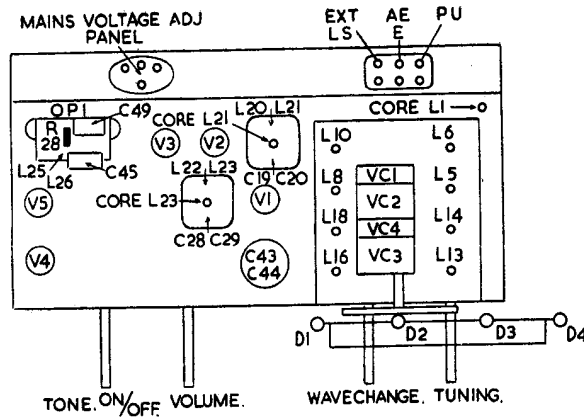 MAINS VOLTAGE ADJ
PANEL
EXT AE PU
LS E
OP1 C49
CORE L1
R
28
CORE L21
L20 L21
L10 L6
V3 V2
L25
L26
C45
L22 L23
C19 C20
L8 VC1 L5
VC2
V5
CORE L23
V1
L18 VC4 L14
C28 C29
VC3
V4
C43
C44
L16 L13
D1 D2 D3 D4
TONE. ON/OFF. VOLUME. WAVECHANGE. TUNING.